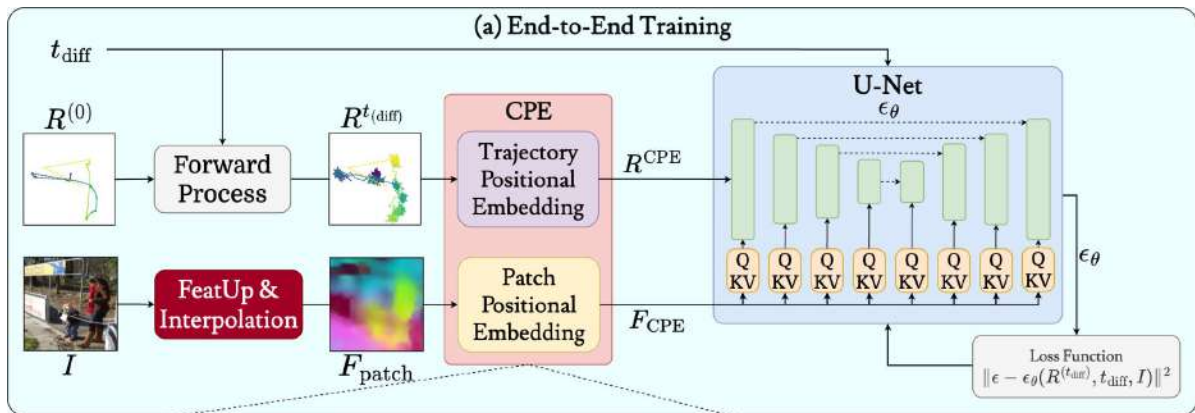 (a) End-to-End Training
t_diff
U-Net
ϵ_θ
R^(0)
R^t_(diff)
CPE
Forward
Process
Trajectory
Positional
Embedding
R^CPE
Q
KV
Q
KV
Q
KV
Q
KV
Q
KV
Q
KV
Q
KV
Q
KV
ϵ_θ
FeatUp &
Interpolation
Patch
Positional
Embedding
F_CPE
I
F_patch
Loss Function
‖ϵ − ϵ_θ(R^(t_diff), t_diff, I)‖²